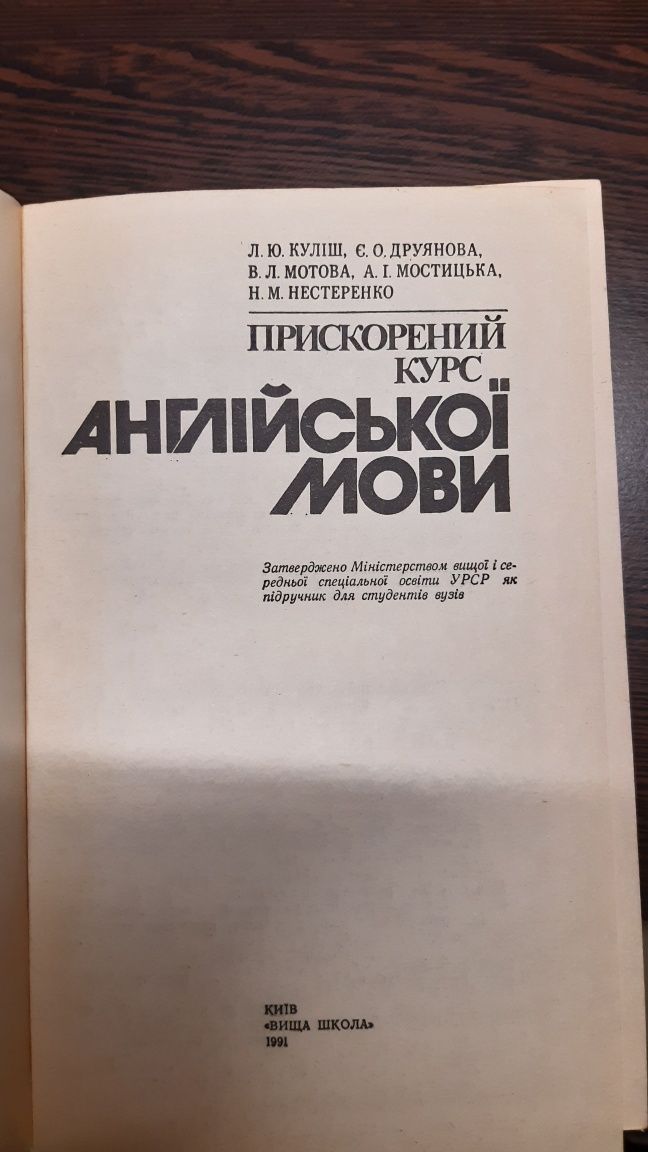 Л. Ю. КУЛІШ, Є. О. ДРУЯНОВА,
В. Л. МОТОВА, А. І. МОСТИЦЬКА,
Н. М. НЕСТЕРЕНКО
ПРИСКОРЕНИЙ
КУРС
АНГЛІЙСЬКОЇ
МОВИ
Затверджено Міністерством вищої і се-
редньої спеціальної освіти УРСР як
підручник для студентів вузів
КИЇВ
«ВИЩА ШКОЛА»
1991